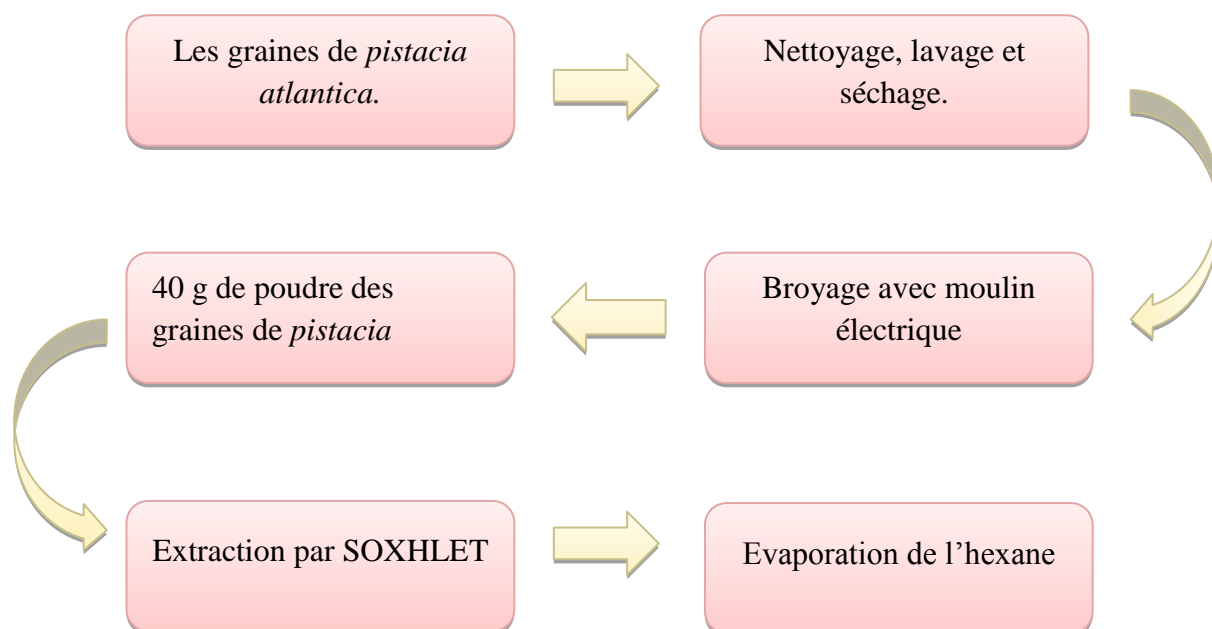 Les graines de pistacia
atlantica.
Nettoyage, lavage et
séchage.
Broyage avec moulin
électrique
40 g de poudre des
graines de pistacia
Extraction par SOXHLET
Evaporation de l’hexane